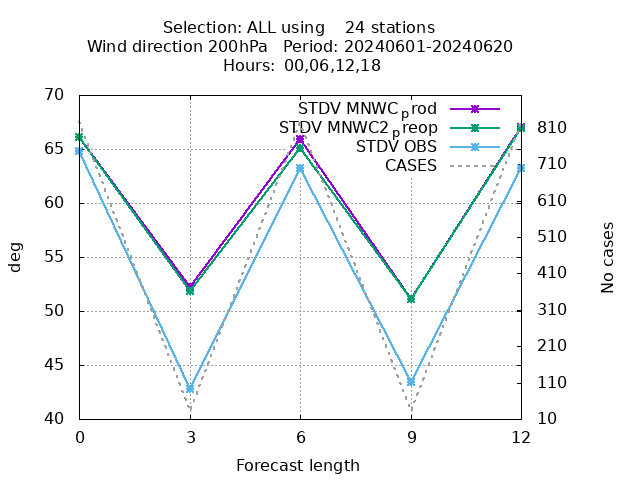 Selection: ALL using    24 stations
Wind direction 200hPa   Period: 20240601-20240620
Hours:  00,06,12,18
STDV MNWC_prod
STDV MNWC2_preop
STDV OBS
CASES
70
65
60
55
50
45
40
deg
810
710
610
510
410
310
210
110
10
No cases
0 3 6 9 12
Forecast length